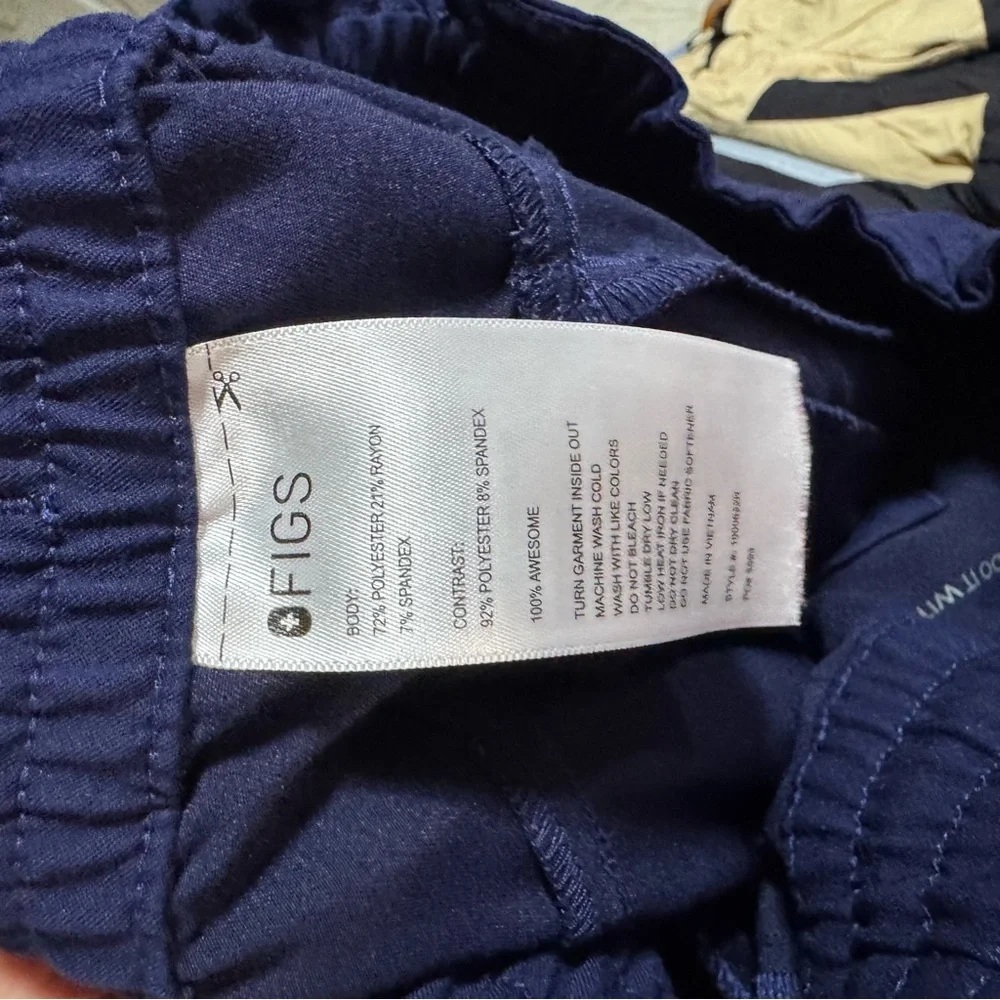 FIGS
BODY:
72% POLYESTER 21% RAYON
7% SPANDEX
CONTRAST:
92% POLYESTER 8% SPANDEX
100% AWESOME
TURN GARMENT INSIDE OUT
MACHINE WASH COLD
WASH WITH LIKE COLORS
DO NOT BLEACH
TUMBLE DRY LOW
LOW HEAT IRON IF NEEDED
DO NOT DRY CLEAN
DO NOT USE FABRIC SOFTENER
MADE IN VIETNAM
STYLE #:
PO#